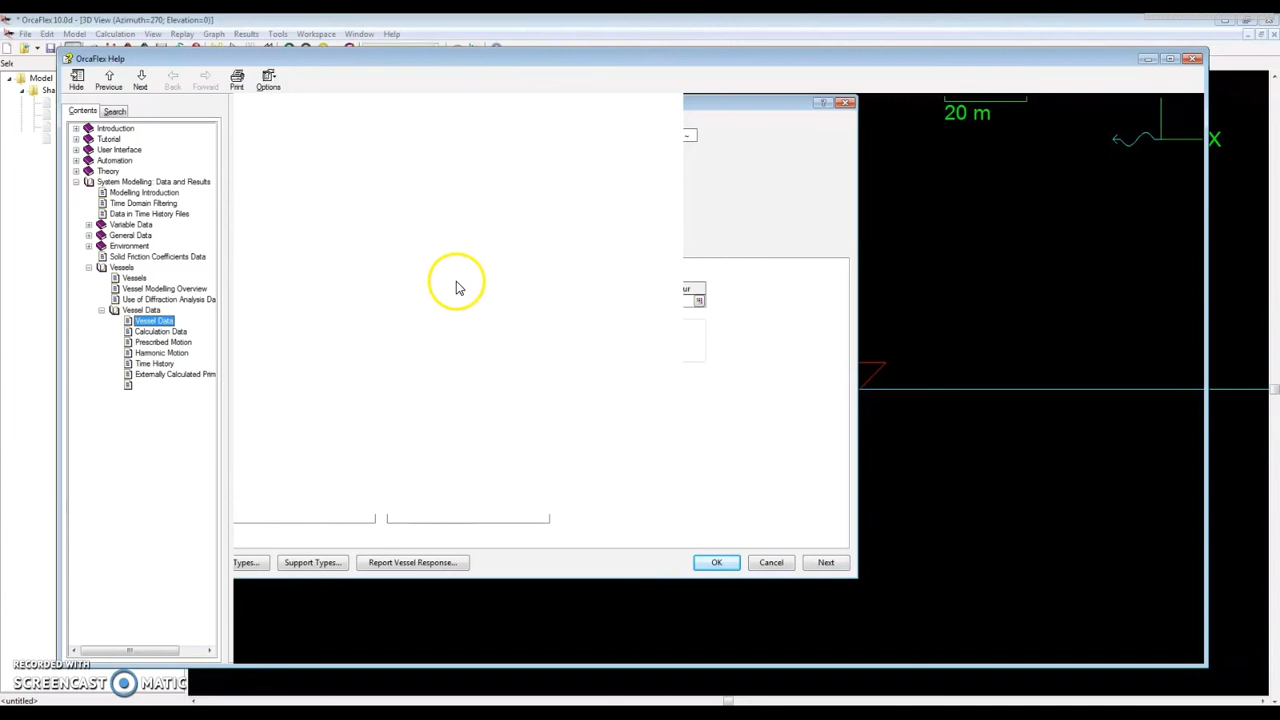 * OrcaFlex 10.0d - [3D View (Azimuth=270; Elevation=0)]
File Edit Model Calculation View Replay Graph Results Tools Workspace Window Help
OrcaFlex Help
Hide Previous Next Back Forward Print Options
Contents Search
Introduction
Tutorial
User Interface
Automation
Theory
System Modelling: Data and Results
Modelling Introduction
Time Domain Filtering
Data in Time History Files
Variable Data
General Data
Environment
Solid Friction Coefficients Data
Vessels
Vessels
Vessel Modelling Overview
Use of Diffraction Analysis Da
Vessel Data
Vessel Data
Calculation Data
Prescribed Motion
Harmonic Motion
Time History
Externally Calculated Prim
Sele
Model
Sha
~
ur
20 m
X
Types... Support Types... Report Vessel Response... OK Cancel Next
RECORDED WITH
SCREENCAST MATIC
<untitled>